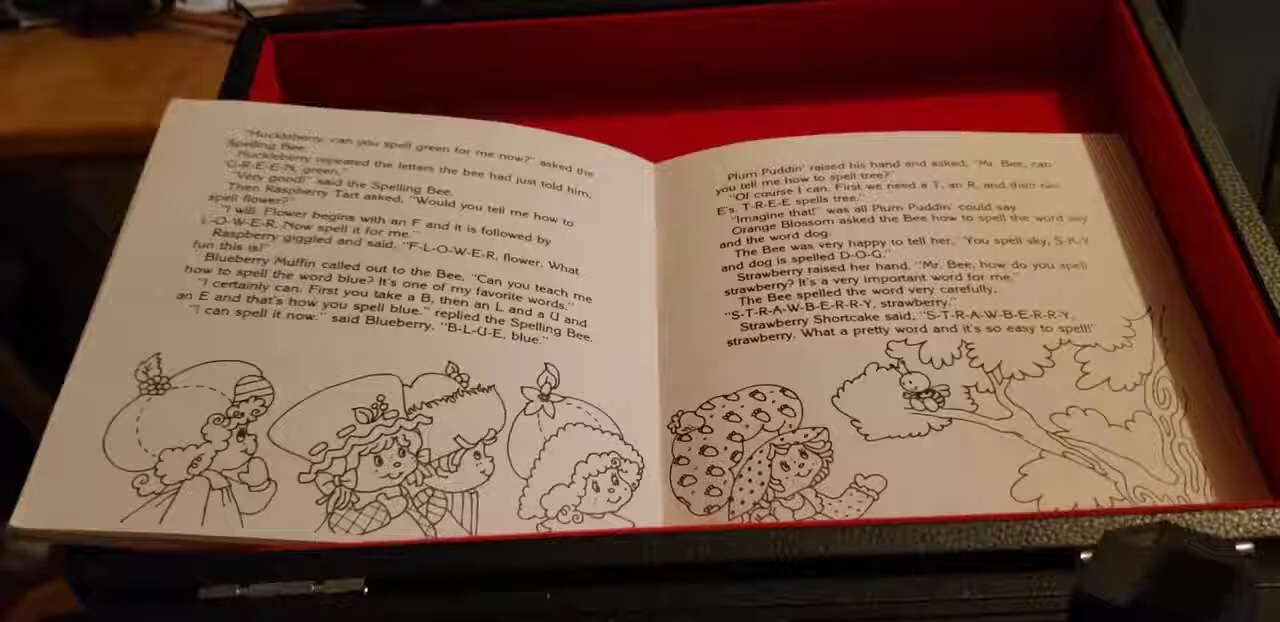 "Huckleberry, can you spell green for me now?" asked the
Spelling Bee.
Huckleberry repeated the letters the bee had just told him,
"G-R-E-E-N, green."
"Very good!" said the Spelling Bee.
Then Raspberry Tart asked, "Would you tell me how to
spell flower?"
"I will. Flower begins with an F and it is followed by
L-O-W-E-R. Now spell it for me."
Raspberry giggled and said, "F-L-O-W-E-R, flower. What
fun this is!"
Blueberry Muffin called out to the Bee, "Can you teach me
how to spell the word blue? It's one of my favorite words."
"I certainly can. First you take a B, then an L and a U and
an E and that's how you spell blue." replied the Spelling Bee.
"I can spell it now." said Blueberry. "B-L-U-E, blue."
Plum Puddin' raised his hand and asked, "Mr. Bee, can
you tell me how to spell tree?"
"Of course I can. First we need a T, an R, and then two
E's. T-R-E-E spells tree."
"Imagine that!" was all Plum Puddin' could say.
Orange Blossom asked the Bee how to spell the word sky
and the word dog.
The Bee was very happy to tell her. "You spell sky, S-K-Y
and dog is spelled D-O-G."
Strawberry raised her hand. "Mr. Bee, how do you spell
strawberry? It's a very important word for me."
The Bee spelled the word very carefully.
"S-T-R-A-W-B-E-R-R-Y, strawberry."
Strawberry Shortcake said, "S-T-R-A-W-B-E-R-R-Y,
strawberry. What a pretty word and it's so easy to spell!"